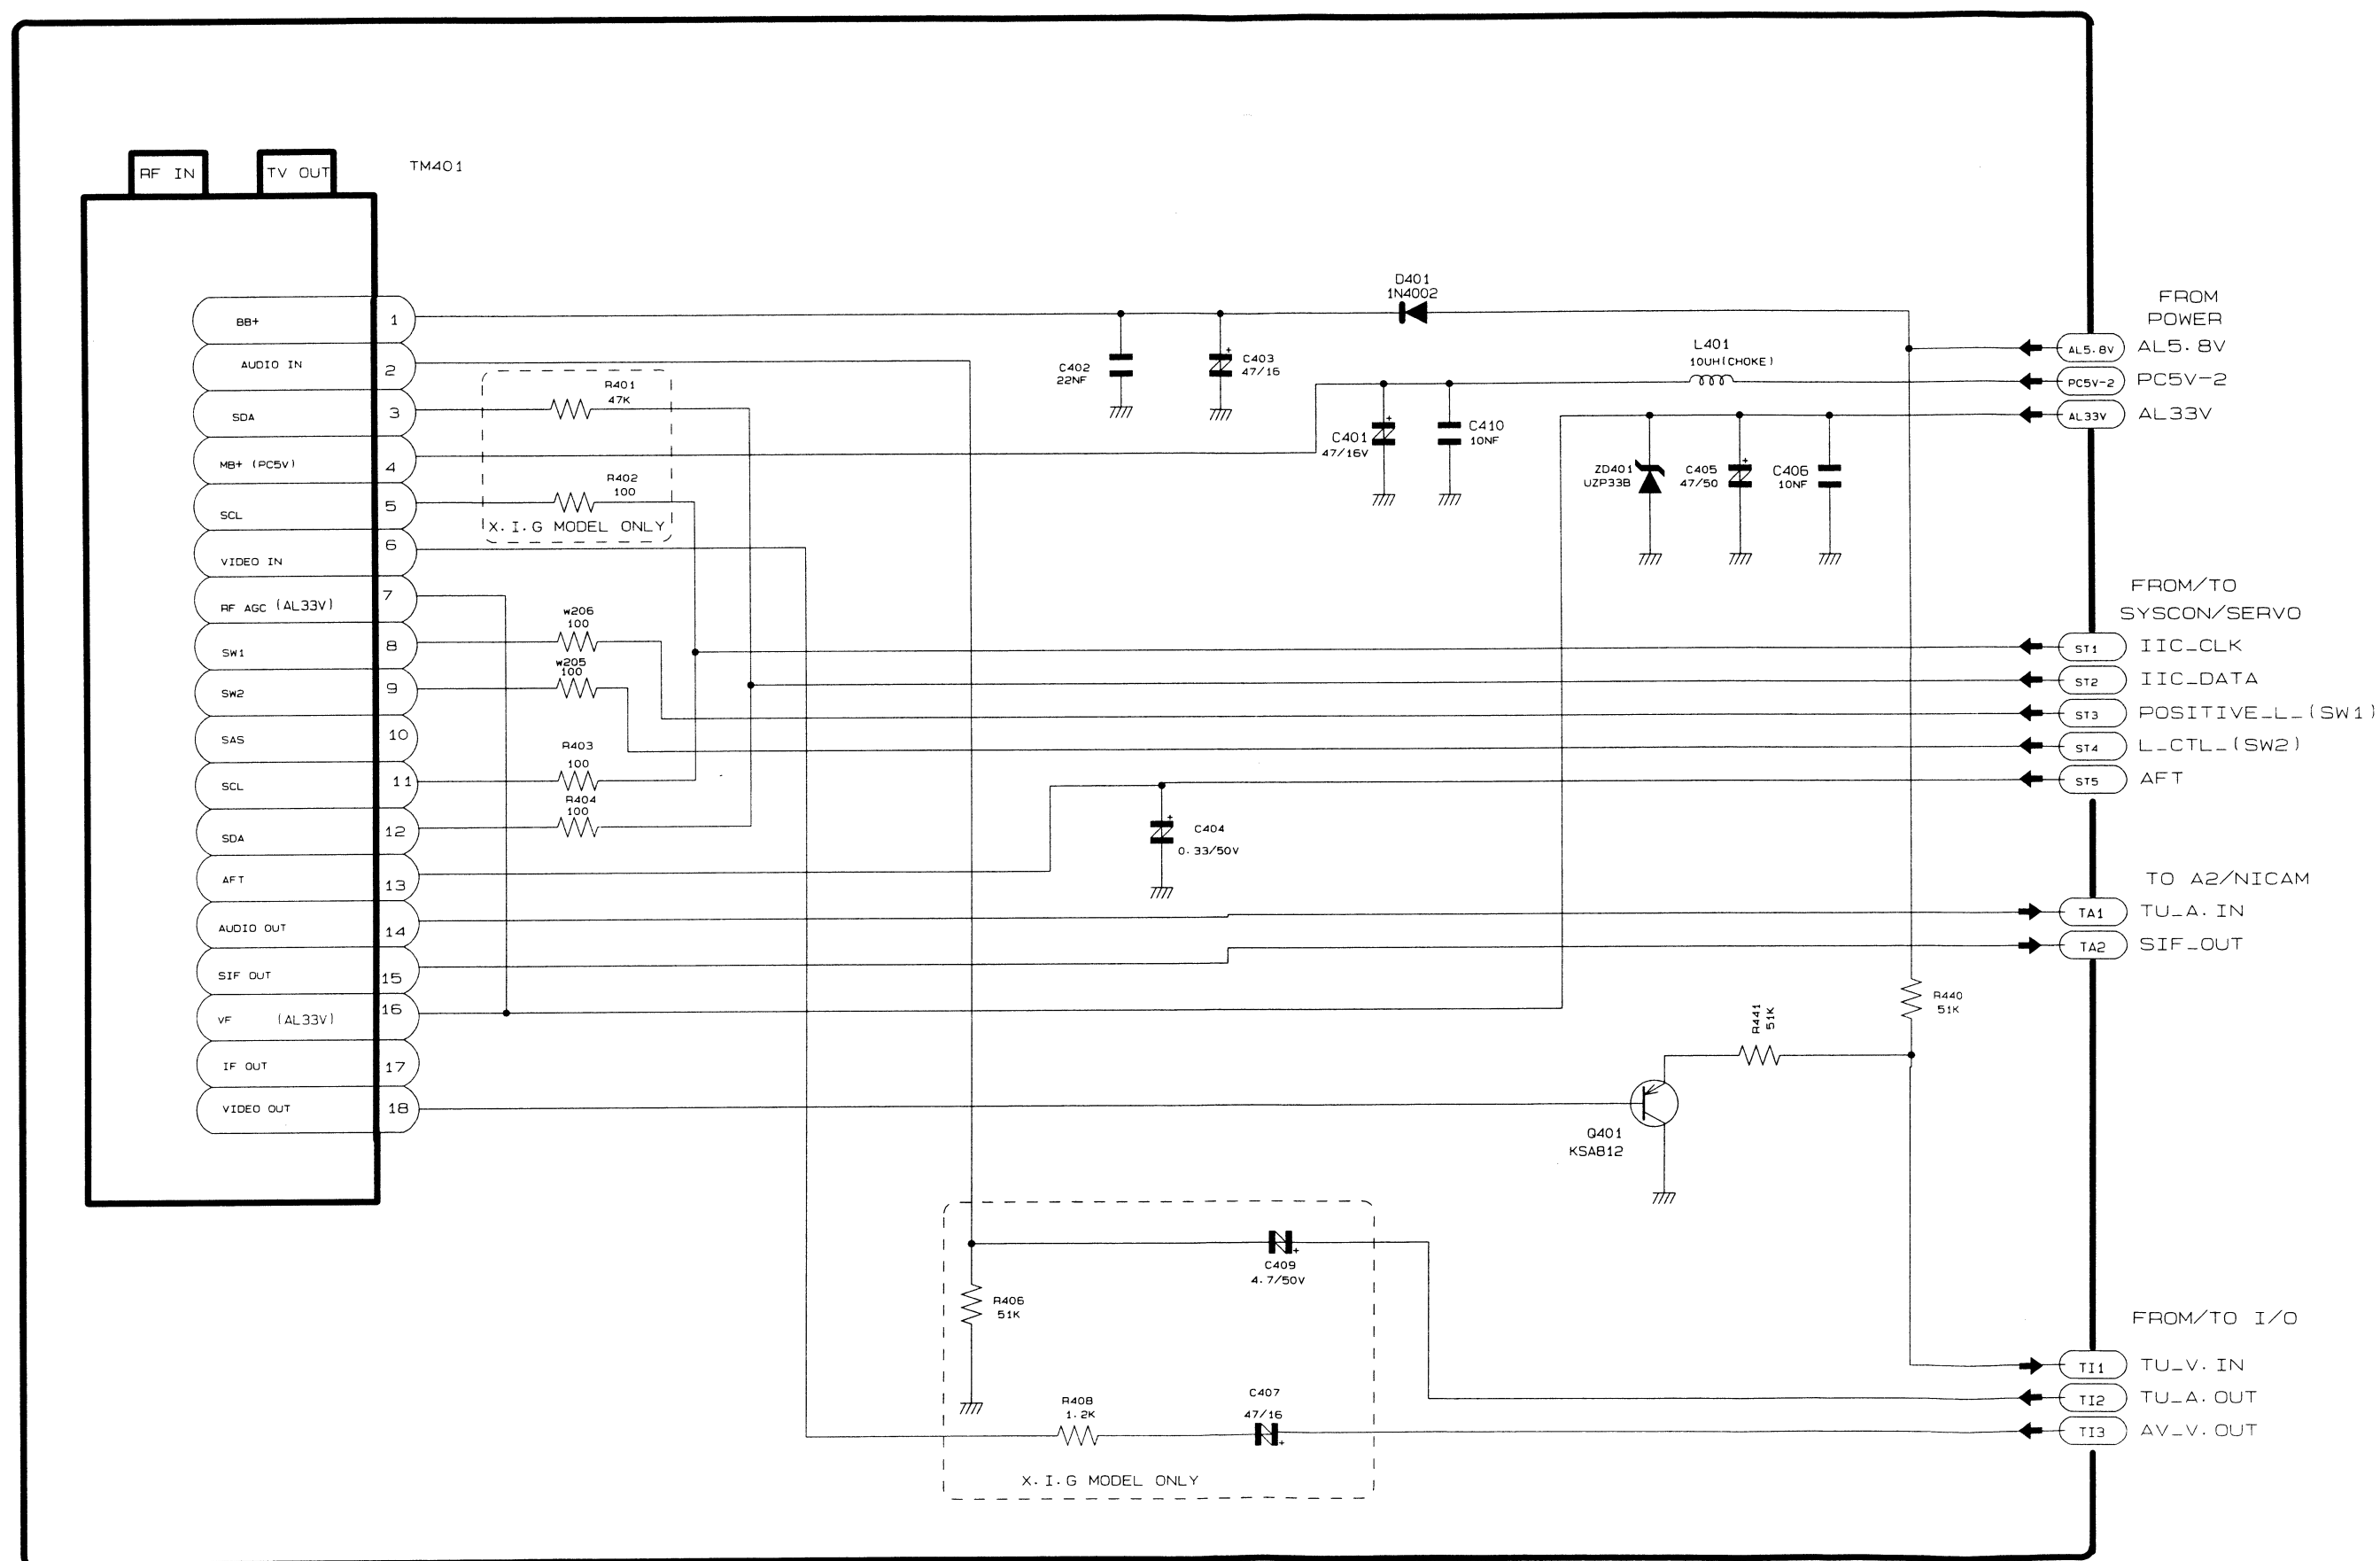 RF IN
TV OUT
TM401
BB+
1
AUDIO IN
2
SDA
3
MB+ (PC5V)
4
SCL
5
VIDEO IN
6
RF AGC (AL33V)
7
SW1
8
SW2
9
SAS
10
SCL
11
SDA
12
AFT
13
AUDIO OUT
14
SIF OUT
15
VF (AL33V)
16
IF OUT
17
VIDEO OUT
18
R401
47K
R402
100
X.I.G MODEL ONLY
W206
100
W205
100
R403
100
R404
100
D401
1N4002
C402
22NF
+
C403
47/16
L401
10UH(CHOKE)
+
C401
47/16V
C410
10NF
ZD401
UZP33B
+
C405
47/50
C406
10NF
+
C404
0.33/50V
R440
51K
R441
51K
Q401
KSA812
C409
+
4.7/50V
R406
51K
R408
1.2K
C407
47/16
+
X.I.G MODEL ONLY
FROM
POWER
AL5.8V AL5.8V
PC5V-2 PC5V-2
AL33V AL33V
FROM/TO
SYSCON/SERVO
ST1 IIC_CLK
ST2 IIC_DATA
ST3 POSITIVE_L_(SW1)
ST4 L_CTL_(SW2)
ST5 AFT
TO A2/NICAM
TA1 TU_A.IN
TA2 SIF_OUT
FROM/TO I/O
TI1 TU_V.IN
TI2 TU_A.OUT
TI3 AV_V.OUT